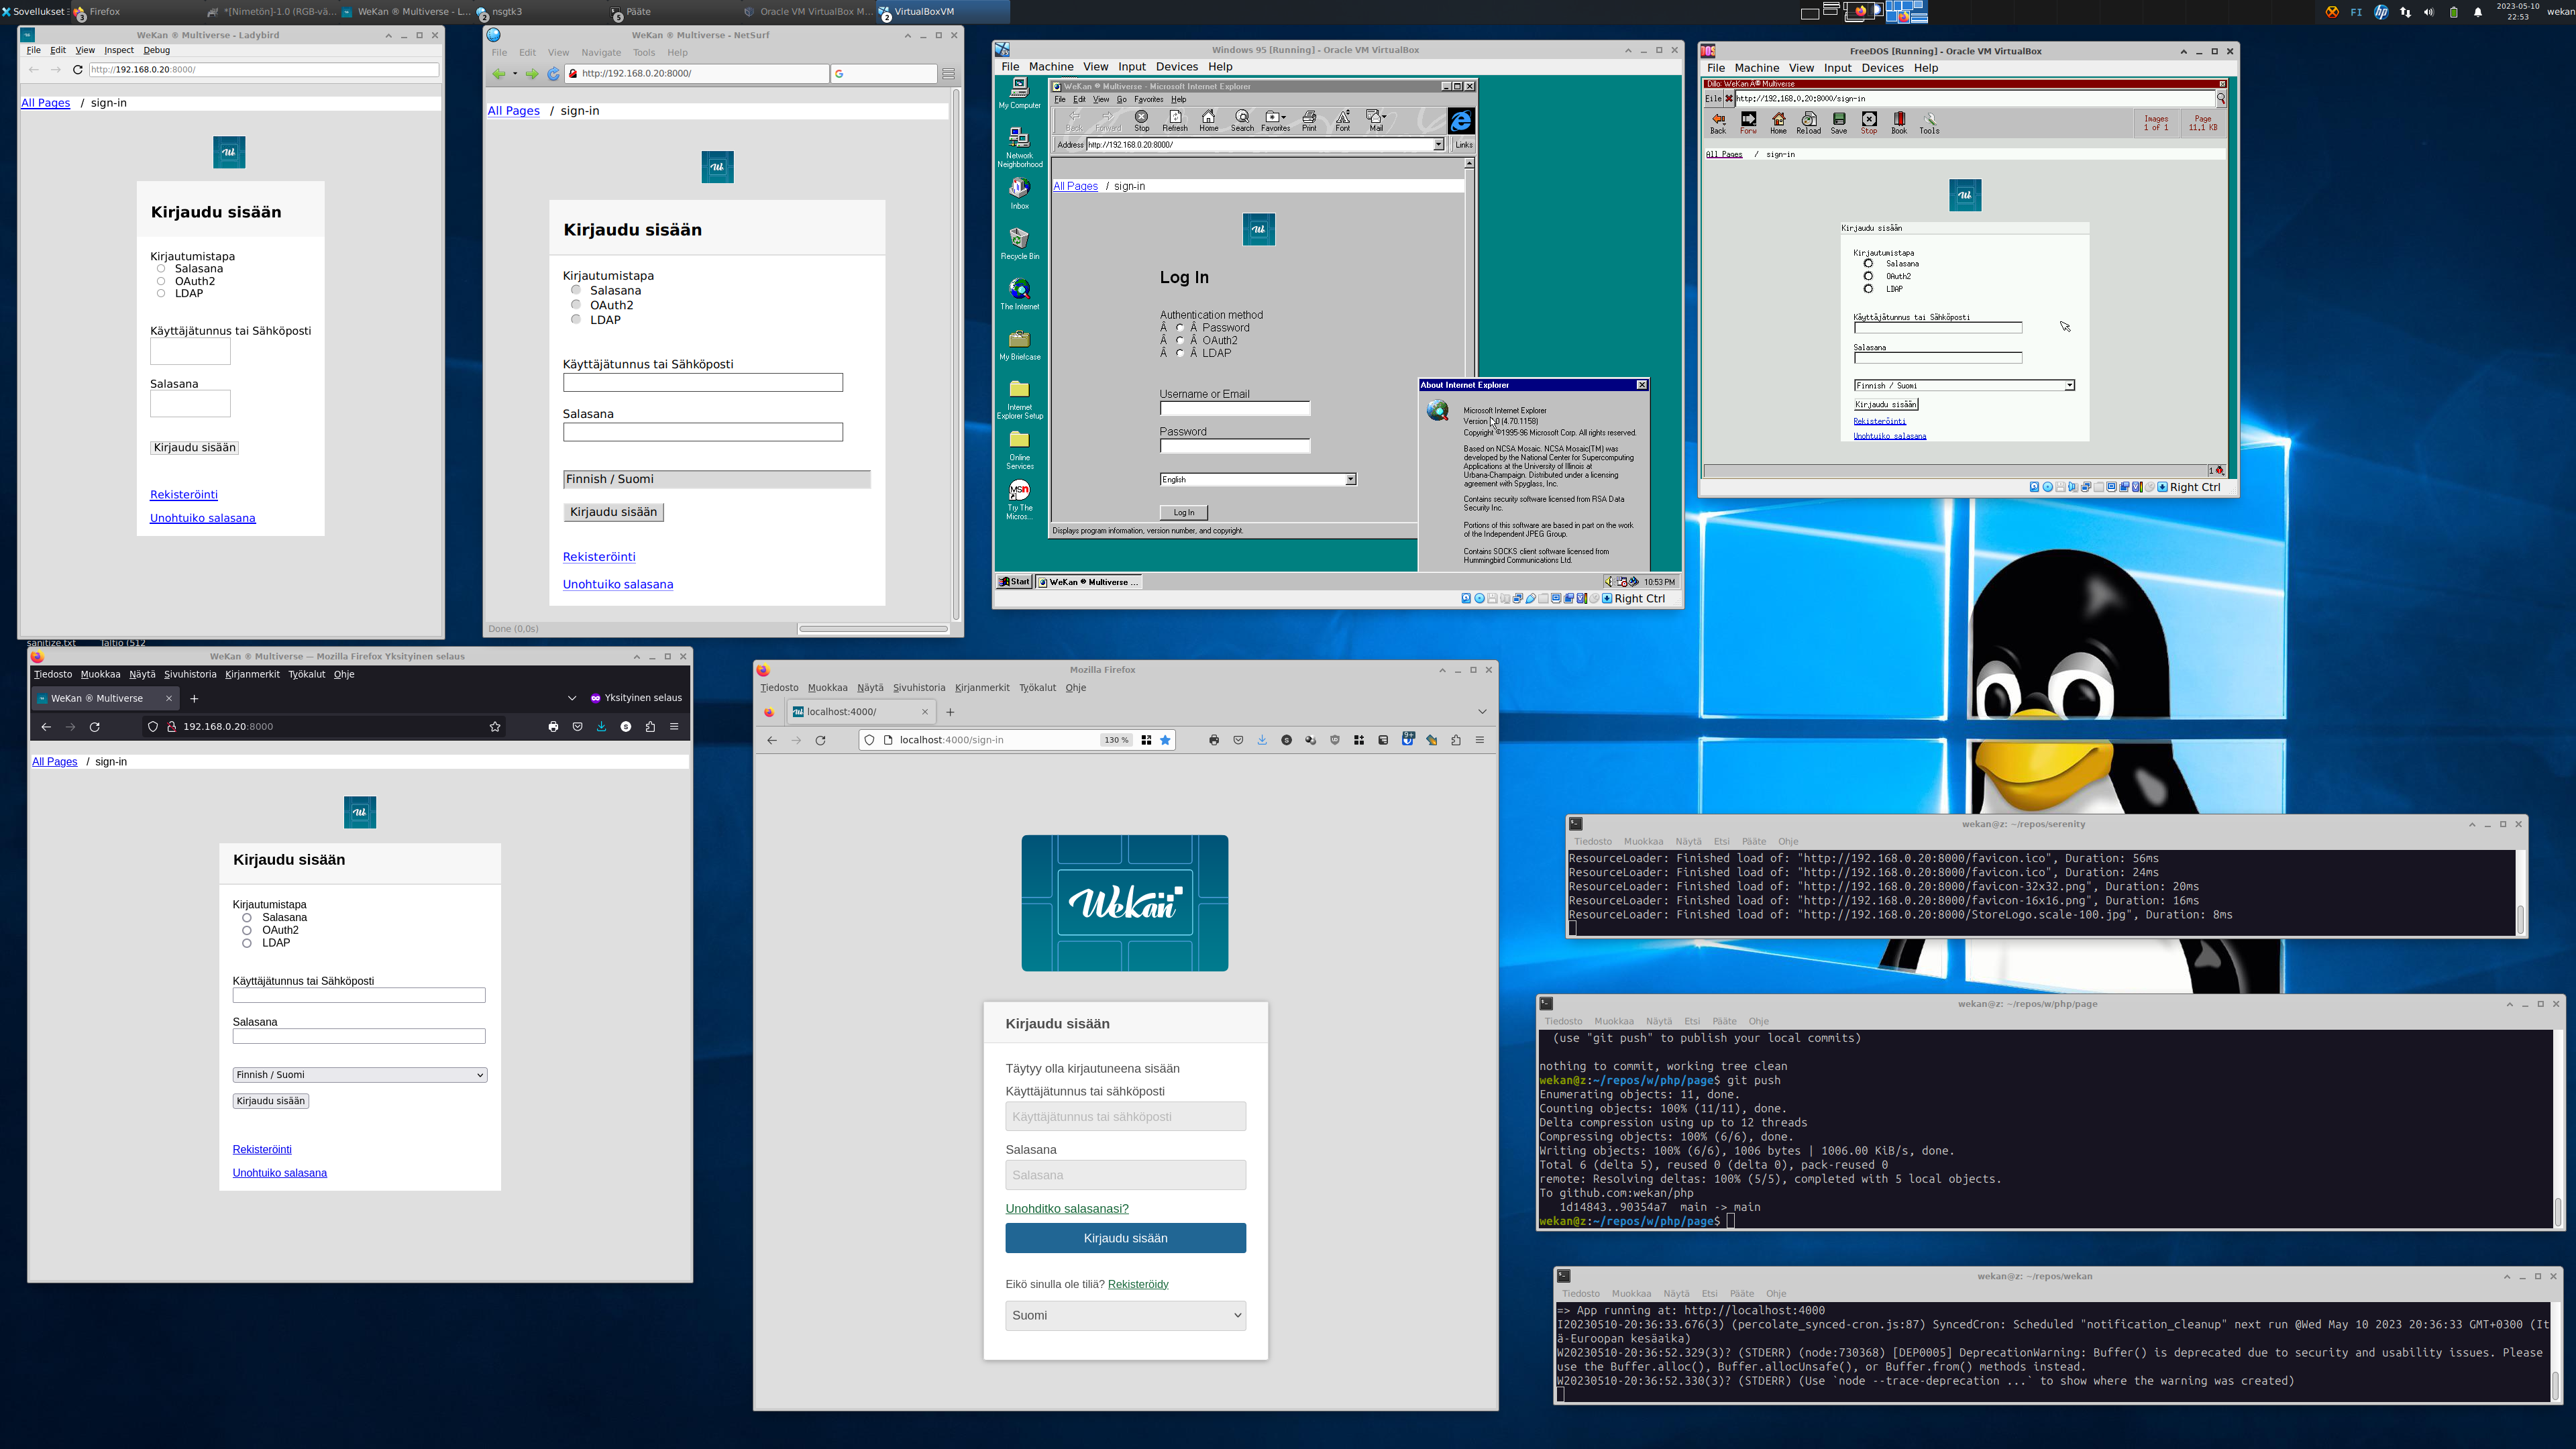 Sovellukset
3
Firefox
*[Nimetön]-1.0 (RGB-vä...
WeKan ® Multiverse - L...
2
nsgtk3
5
Pääte
Oracle VM VirtualBox M...
2
VirtualBoxVM
FI
2023-05-10
22:53
wekan
WeKan ® Multiverse - Ladybird
File Edit View Inspect Debug
http://192.168.0.20:8000/
All Pages / sign-in
Kirjaudu sisään
Kirjautumistapa
Salasana
OAuth2
LDAP
Käyttäjätunnus tai Sähköposti
Salasana
Kirjaudu sisään
Rekisteröinti
Unohtuiko salasana
WeKan ® Multiverse - NetSurf
File Edit View Navigate Tools Help
http://192.168.0.20:8000/
All Pages / sign-in
Kirjaudu sisään
Kirjautumistapa
Salasana
OAuth2
LDAP
Käyttäjätunnus tai Sähköposti
Salasana
Finnish / Suomi
Kirjaudu sisään
Rekisteröinti
Unohtuiko salasana
Done (0,0s)
Windows 95 [Running] - Oracle VM VirtualBox
File Machine View Input Devices Help
My Computer
Network Neighborhood
Inbox
Recycle Bin
The Internet
My Briefcase
Internet Explorer Setup
Online Services
Try The Micros...
WeKan ® Multiverse - Microsoft Internet Explorer
File Edit View Go Favorites Help
Back Forward Stop Refresh Home Search Favorites Print Font Mail
Address http://192.168.0.20:8000/ Links
All Pages / sign-in
Log In
Authentication method
Â Â Password
Â Â OAuth2
Â Â LDAP
Username or Email
Password
English
Log In
Displays program information, version number, and copyright.
About Internet Explorer
Microsoft Internet Explorer
Version (4.70.1158)
Copyright ©1995-96 Microsoft Corp. All rights reserved.
Based on NCSA Mosaic. NCSA Mosaic(TM) was
developed by the National Center for Supercomputing
Applications at the University of Illinois at
Urbana-Champaign. Distributed under a licensing
agreement with Spyglass, Inc.
Contains security software licensed from RSA Data
Security Inc.
Portions of this software are based in part on the work
of the Independent JPEG Group.
Contains SOCKS client software licensed from
Hummingbird Communications Ltd.
Start WeKan ® Multiverse ... 10:53 PM
Right Ctrl
FreeDOS [Running] - Oracle VM VirtualBox
File Machine View Input Devices Help
Dillo: WeKan Â® Multiverse
File http://192.168.0.20:8000/sign-in
Back Forw Home Reload Save Stop Book Tools
Images
1 of 1
Page
11,1 KB
All Pages / sign-in
Kirjaudu sisään
Kirjautumistapa
Salasana
OAuth2
LDAP
Käyttäjätunnus tai Sähköposti
Salasana
Finnish / Suomi
Kirjaudu sisään
Rekisteröinti
Unohtuiko salasana
1
Right Ctrl
sanitize.txt
WeKan ® Multiverse — Mozilla Firefox Yksityinen selaus
Tiedosto Muokkaa Näytä Sivuhistoria Kirjanmerkit Työkalut Ohje
WeKan ® Multiverse
Yksityinen selaus
192.168.0.20:8000
All Pages / sign-in
Kirjaudu sisään
Kirjautumistapa
Salasana
OAuth2
LDAP
Käyttäjätunnus tai Sähköposti
Salasana
Finnish / Suomi
Kirjaudu sisään
Rekisteröinti
Unohtuiko salasana
Mozilla Firefox
Tiedosto Muokkaa Näytä Sivuhistoria Kirjanmerkit Työkalut Ohje
localhost:4000/
localhost:4000/sign-in
130 %
WeKan
Kirjaudu sisään
Täytyy olla kirjautuneena sisään
Käyttäjätunnus tai sähköposti
Käyttäjätunnus tai sähköposti
Salasana
Salasana
Unohditko salasanasi?
Kirjaudu sisään
Eikö sinulla ole tiliä? Rekisteröidy
Suomi
wekan@z: ~/repos/serenity
Tiedosto Muokkaa Näytä Etsi Pääte Ohje
ResourceLoader: Finished load of: "http://192.168.0.20:8000/favicon.ico", Duration: 56ms
ResourceLoader: Finished load of: "http://192.168.0.20:8000/favicon.ico", Duration: 24ms
ResourceLoader: Finished load of: "http://192.168.0.20:8000/favicon-32x32.png", Duration: 20ms
ResourceLoader: Finished load of: "http://192.168.0.20:8000/favicon-16x16.png", Duration: 16ms
ResourceLoader: Finished load of: "http://192.168.0.20:8000/StoreLogo.scale-100.jpg", Duration: 8ms
wekan@z: ~/repos/w/php/page
Tiedosto Muokkaa Näytä Etsi Pääte Ohje
(use "git push" to publish your local commits)
nothing to commit, working tree clean
wekan@z:~/repos/w/php/page$ git push
Enumerating objects: 11, done.
Counting objects: 100% (11/11), done.
Delta compression using up to 12 threads
Compressing objects: 100% (6/6), done.
Writing objects: 100% (6/6), 1006 bytes | 1006.00 KiB/s, done.
Total 6 (delta 5), reused 0 (delta 0), pack-reused 0
remote: Resolving deltas: 100% (5/5), completed with 5 local objects.
To github.com:wekan/php
1d14843..90354a7 main -> main
wekan@z:~/repos/w/php/page$
wekan@z: ~/repos/wekan
Tiedosto Muokkaa Näytä Etsi Pääte Ohje
=> App running at: http://localhost:4000
I20230510-20:36:33.676(3) (percolate_synced-cron.js:87) SyncedCron: Scheduled "notification_cleanup" next run @Wed May 10 2023 20:36:33 GMT+0300 (It
ä-Euroopan kesäaika)
W20230510-20:36:52.329(3)? (STDERR) (node:730368) [DEP0005] DeprecationWarning: Buffer() is deprecated due to security and usability issues. Please
use the Buffer.alloc(), Buffer.allocUnsafe(), or Buffer.from() methods instead.
W20230510-20:36:52.330(3)? (STDERR) (Use `node --trace-deprecation ...` to show where the warning was created)